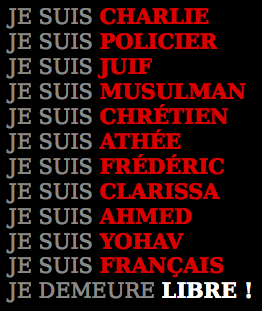 JE SUIS CHARLIE
JE SUIS POLICIER
JE SUIS JUIF
JE SUIS MUSULMAN
JE SUIS CHRÉTIEN
JE SUIS ATHÉE
JE SUIS FRÉDÉRIC
JE SUIS CLARISSA
JE SUIS AHMED
JE SUIS YOHAV
JE SUIS FRANÇAIS
JE DEMEURE LIBRE !